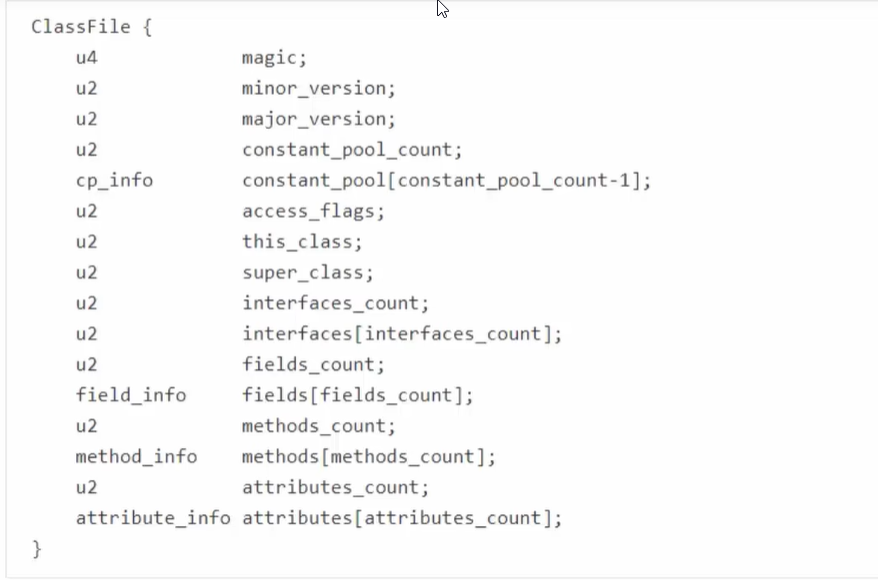 ClassFile {
u4 magic;
u2 minor_version;
u2 major_version;
u2 constant_pool_count;
cp_info constant_pool[constant_pool_count-1];
u2 access_flags;
u2 this_class;
u2 super_class;
u2 interfaces_count;
u2 interfaces[interfaces_count];
u2 fields_count;
field_info fields[fields_count];
u2 methods_count;
method_info methods[methods_count];
u2 attributes_count;
attribute_info attributes[attributes_count];
}